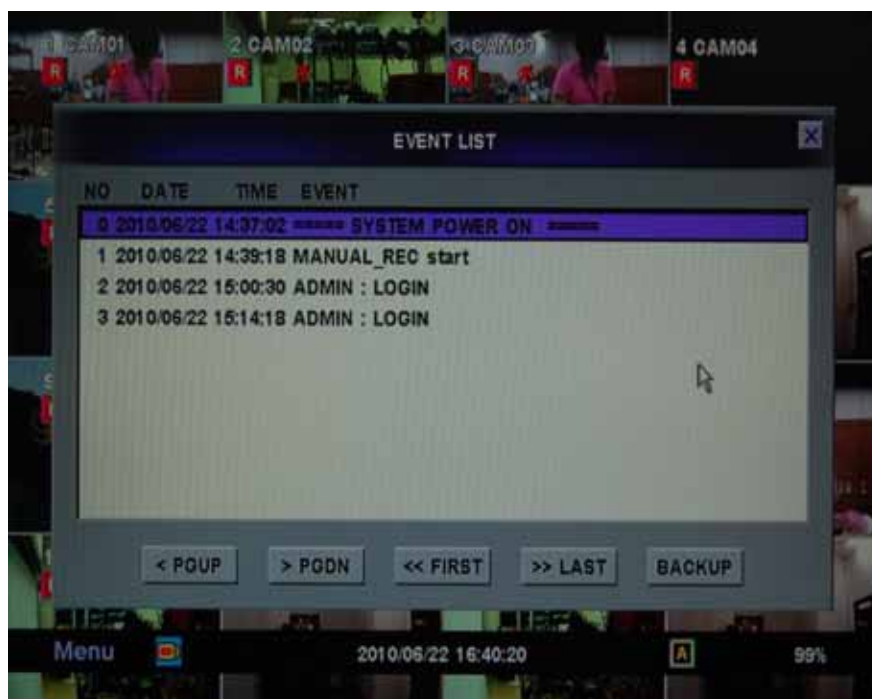 1 CAM01 2 CAM02 3 CAM03 4 CAM04
R R R R
EVENT LIST X
NO DATE TIME EVENT
0 2010/06/22 14:37:02 ===== SYSTEM POWER ON =====
1 2010/06/22 14:39:18 MANUAL_REC start
2 2010/06/22 15:00:30 ADMIN : LOGIN
3 2010/06/22 15:14:18 ADMIN : LOGIN
< PGUP > PGDN << FIRST >> LAST BACKUP
Menu 2010/06/22 16:40:20 A 99%